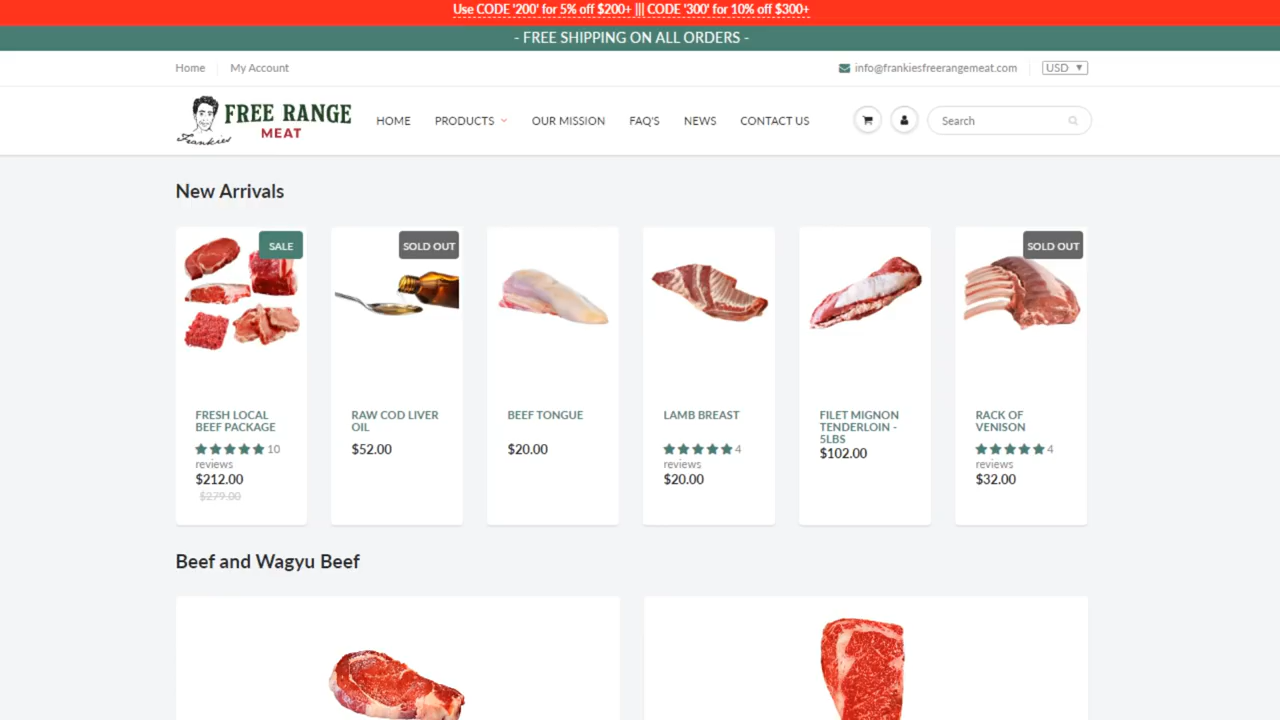 Use CODE '200' for 5% off $200+ ||| CODE '300' for 10% off $300+
- FREE SHIPPING ON ALL ORDERS -
Home
My Account
info@frankiesfreerangemeat.com
USD ▼
Frankies
FREE RANGE
MEAT
HOME
PRODUCTS
OUR MISSION
FAQ'S
NEWS
CONTACT US
Search
New Arrivals
SALE
FRESH LOCAL
BEEF PACKAGE
10
reviews
$212.00
$279.00
SOLD OUT
RAW COD LIVER
OIL
$52.00
BEEF TONGUE
$20.00
LAMB BREAST
4
reviews
$20.00
FILET MIGNON
TENDERLOIN -
5LBS
$102.00
SOLD OUT
RACK OF
VENISON
4
reviews
$32.00
Beef and Wagyu Beef